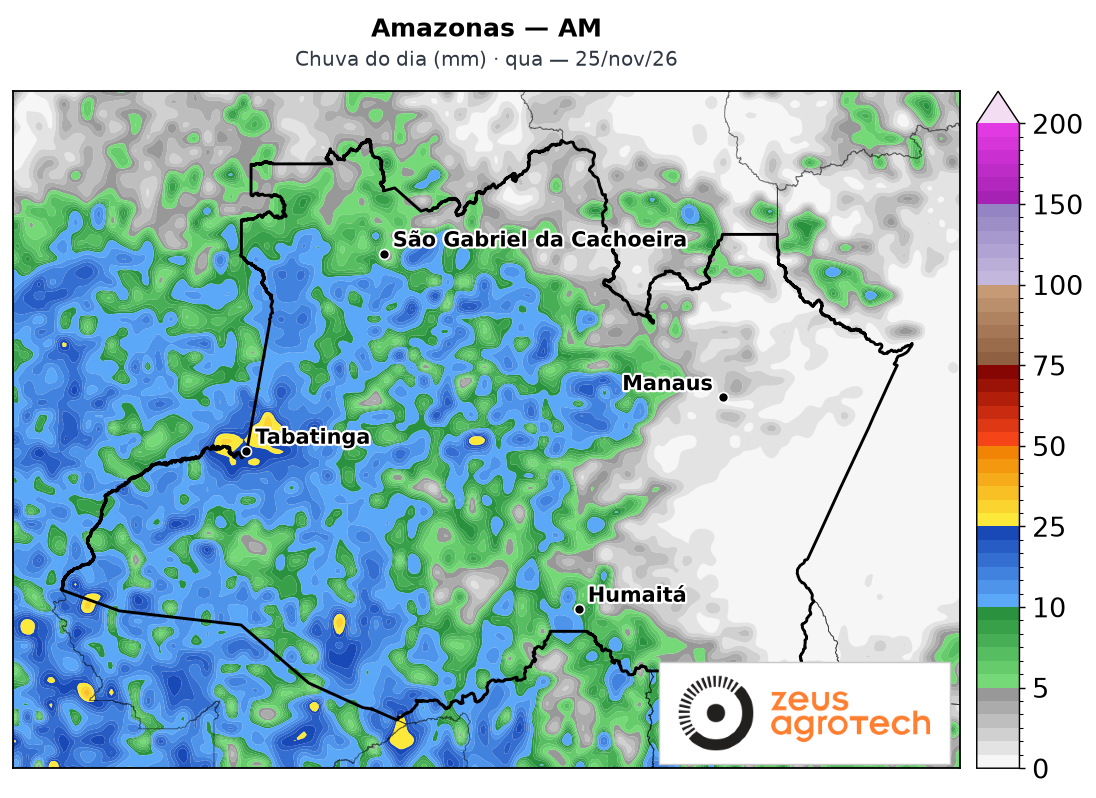 Amazonas — AM
Chuva do dia (mm) · qua — 25/nov/26
São Gabriel da Cachoeira
Manaus
Tabatinga
Humaitá
zeus
agrotech
200
150
100
75
50
25
10
5
0